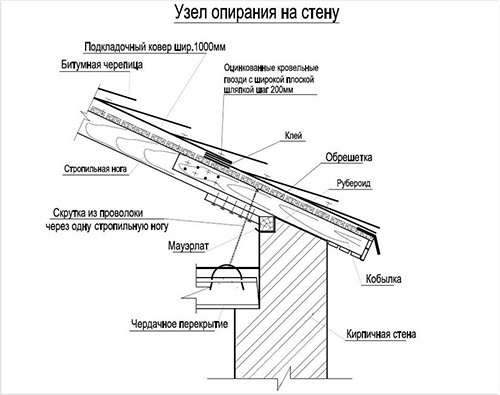 Узел опирания на стену
Подкладочный ковер шир.1000мм
Битумная черепица
Оцинкованные кровельные
гвозди с широкой плоской
шляпкой шаг 200мм
Клей
Обрешетка
Рубероид
Стропильная нога
Скрутка из проволоки
через одну стропильную ногу
Мауэрлат
Кобылка
Чердачное перекрытие
Кирпичная стена